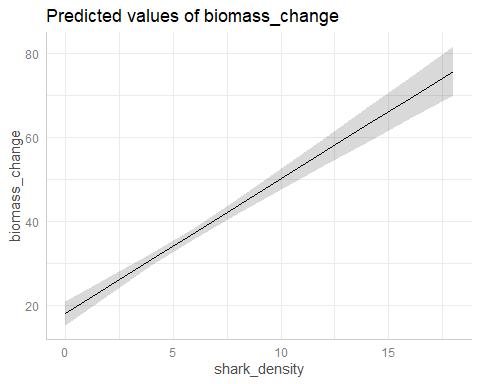 Predicted values of biomass_change
80
60
40
20
biomass_change
0 5 10 15
shark_density